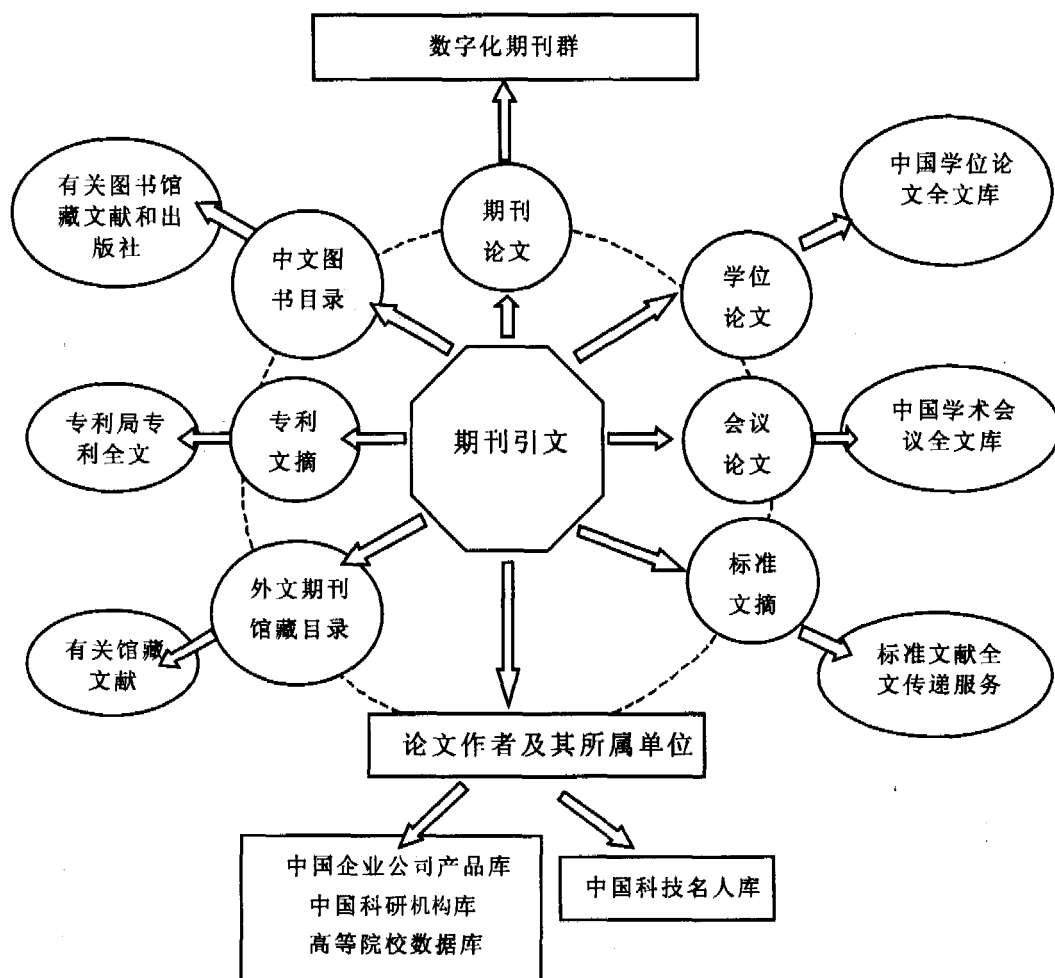 数字化期刊群
有关图书馆
藏文献和出
版社
中文图
书目录
期刊
论文
学位
论文
中国学位论
文全文库
专利局专
利全文
专利
文摘
期刊引文
会议
论文
中国学术会
议全文库
外文期刊
馆藏目录
有关馆藏
文献
标准
文摘
标准文献全
文传递服务
论文作者及其所属单位
中国企业公司产品库
中国科研机构库
高等院校数据库
中国科技名人库